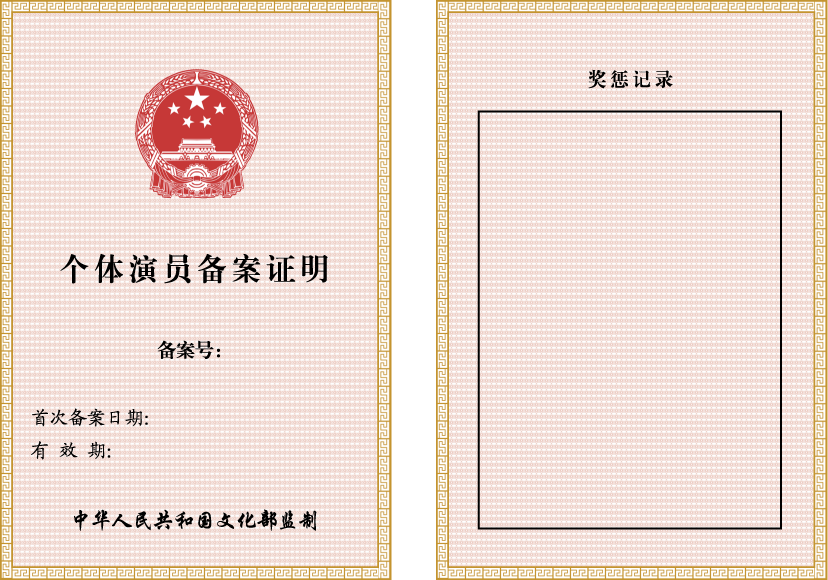 个体演员备案证明
备案号：
首次备案日期：
有效期：
中华人民共和国文化部监制
奖惩记录